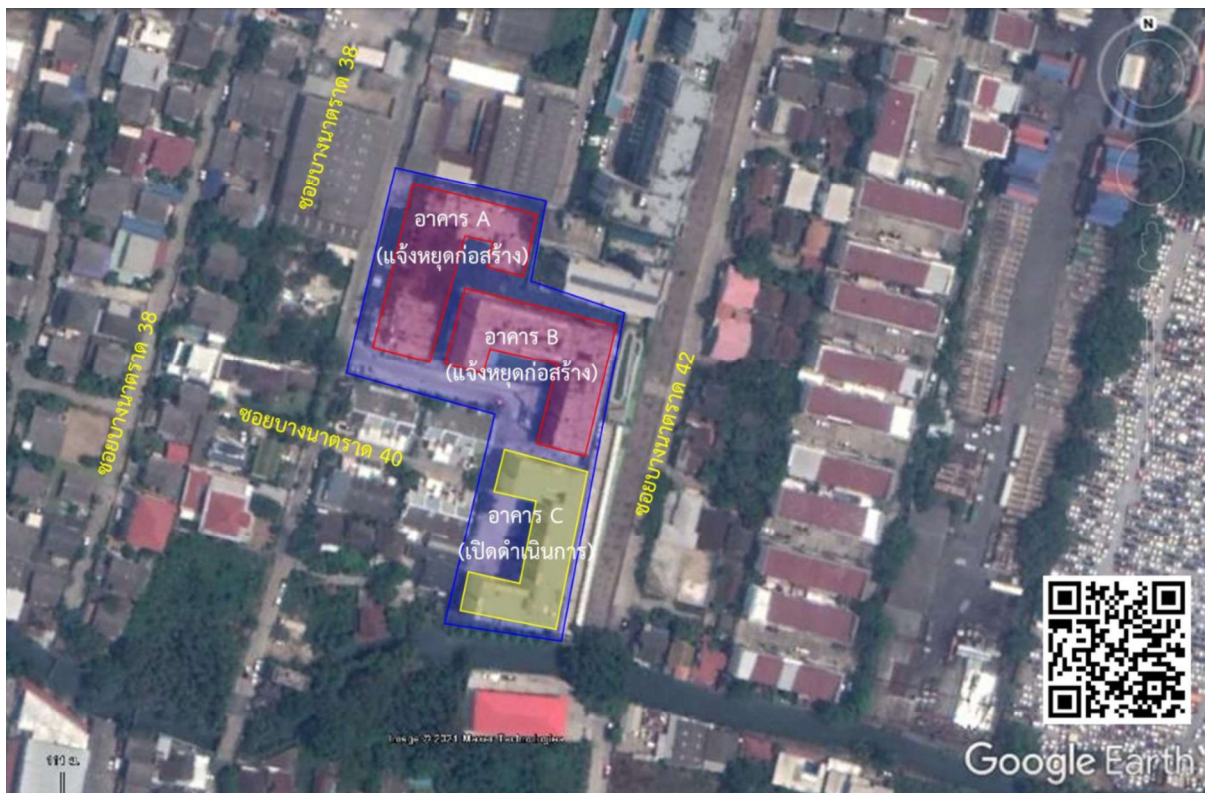 N
ซอยบางนาตราด 38
อาคาร A
(แจ้งหยุดก่อสร้าง)
อาคาร B
(แจ้งหยุดก่อสร้าง)
ซอยบางนาตราด 38
ซอยบางนาตราด 42
ซอยบางนาตราด 40
อาคาร C
(เปิดดำเนินการ)
Image © 2021 Maxar Technologies
Google Earth